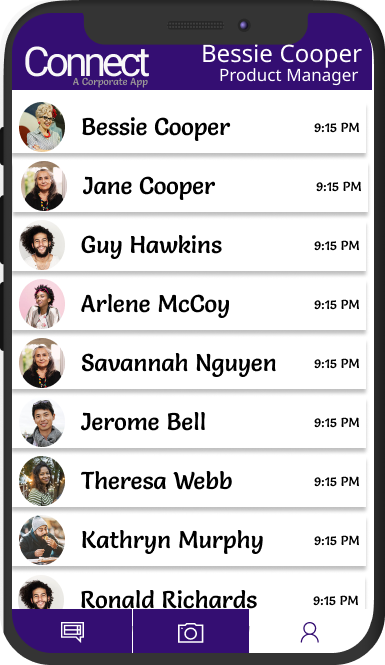 Connect
A Corporate App
Bessie Cooper
Product Manager
Bessie Cooper 9:15 PM
Jane Cooper 9:15 PM
Guy Hawkins 9:15 PM
Arlene McCoy 9:15 PM
Savannah Nguyen 9:15 PM
Jerome Bell 9:15 PM
Theresa Webb 9:15 PM
Kathryn Murphy 9:15 PM
Ronald Richards 9:15 PM